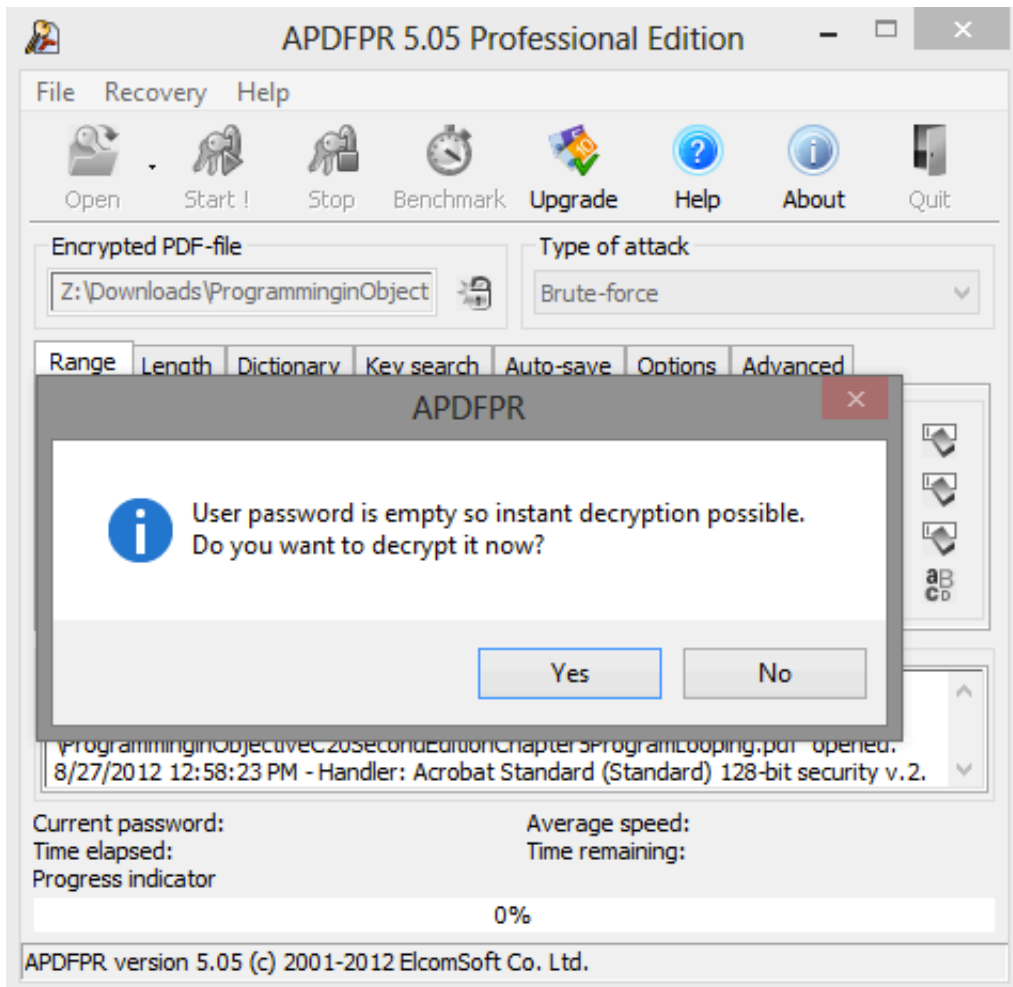 APDFPR 5.05 Professional Edition
File Recovery Help
Open Start ! Stop Benchmark Upgrade Help About Quit
Encrypted PDF-file
Type of attack
Z:\Downloads\ProgramminginObject
Brute-force
Range Length Dictionary Key search Auto-save Options Advanced
APDFPR
User password is empty so instant decryption possible.
Do you want to decrypt it now?
Yes No
\ProgramminginObjectiveC20SecondEditionChapter5ProgramLooping.pdf" opened.
8/27/2012 12:58:23 PM - Handler: Acrobat Standard (Standard) 128-bit security v.2.
Current password:
Average speed:
Time elapsed:
Time remaining:
Progress indicator
0%
APDFPR version 5.05 (c) 2001-2012 ElcomSoft Co. Ltd.